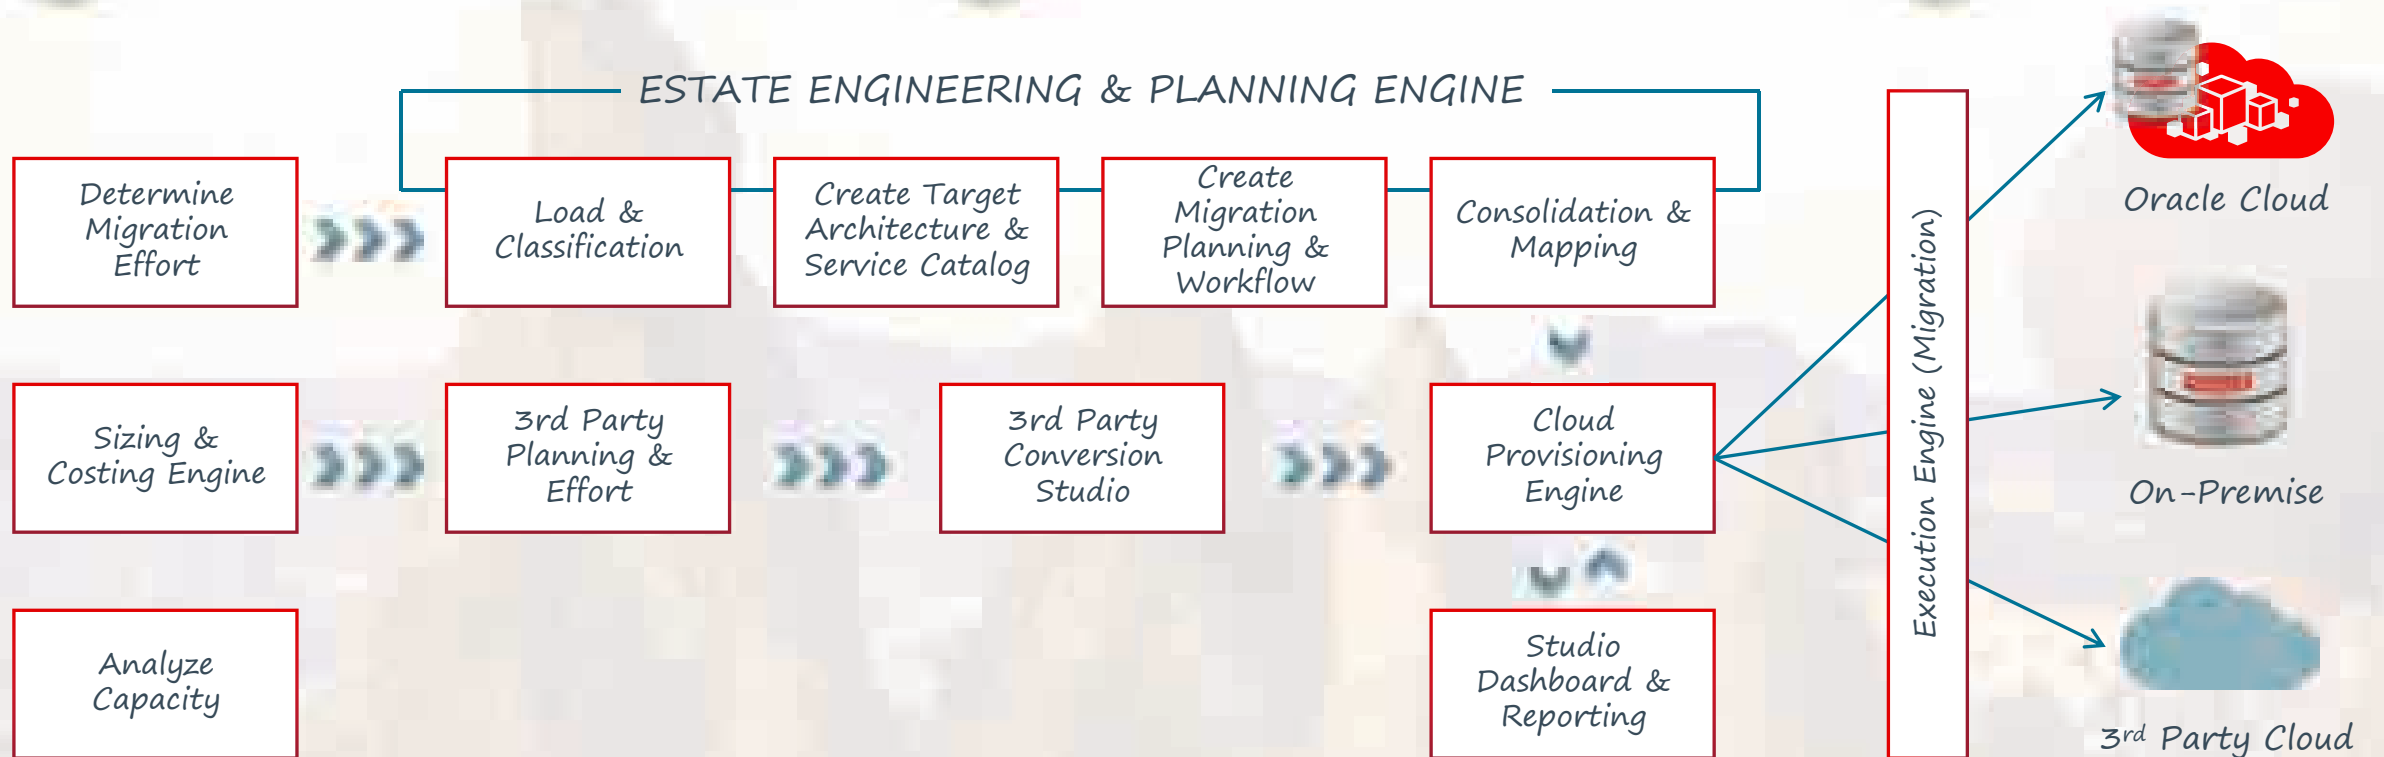 ESTATE ENGINEERING & PLANNING ENGINE
Determine
Migration
Effort
Load &
Classification
Create Target
Architecture &
Service Catalog
Create
Migration
Planning &
Workflow
Consolidation &
Mapping
Sizing &
Costing Engine
3rd Party
Planning &
Effort
3rd Party
Conversion
Studio
Cloud
Provisioning
Engine
Analyze
Capacity
Studio
Dashboard &
Reporting
Execution Engine (Migration)
Oracle Cloud
On-Premise
3rd Party Cloud